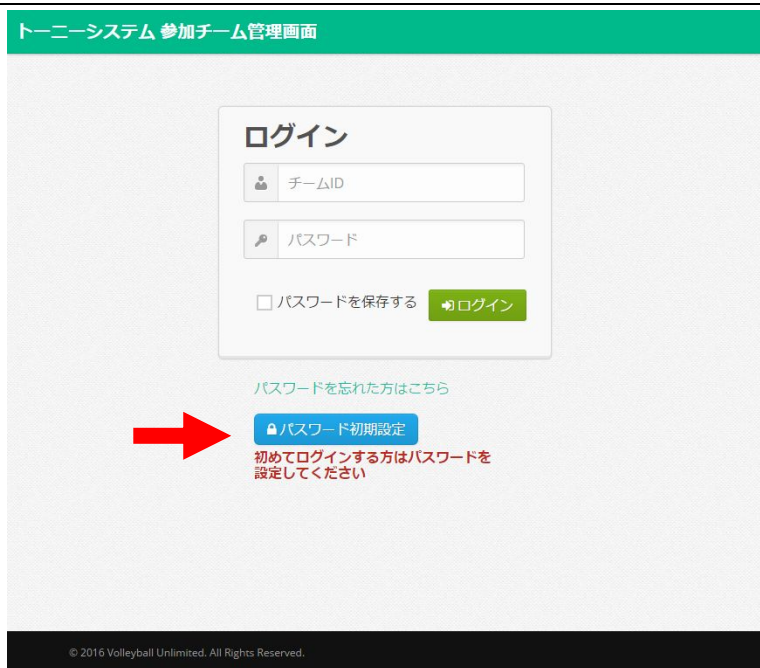 トーニーシステム 参加チーム管理画面
ログイン
チームID
パスワード
パスワードを保存する
ログイン
パスワードを忘れた方はこちら
パスワード初期設定
初めてログインする方はパスワードを
設定してください
© 2016 Volleyball Unlimited. All Rights Reserved.